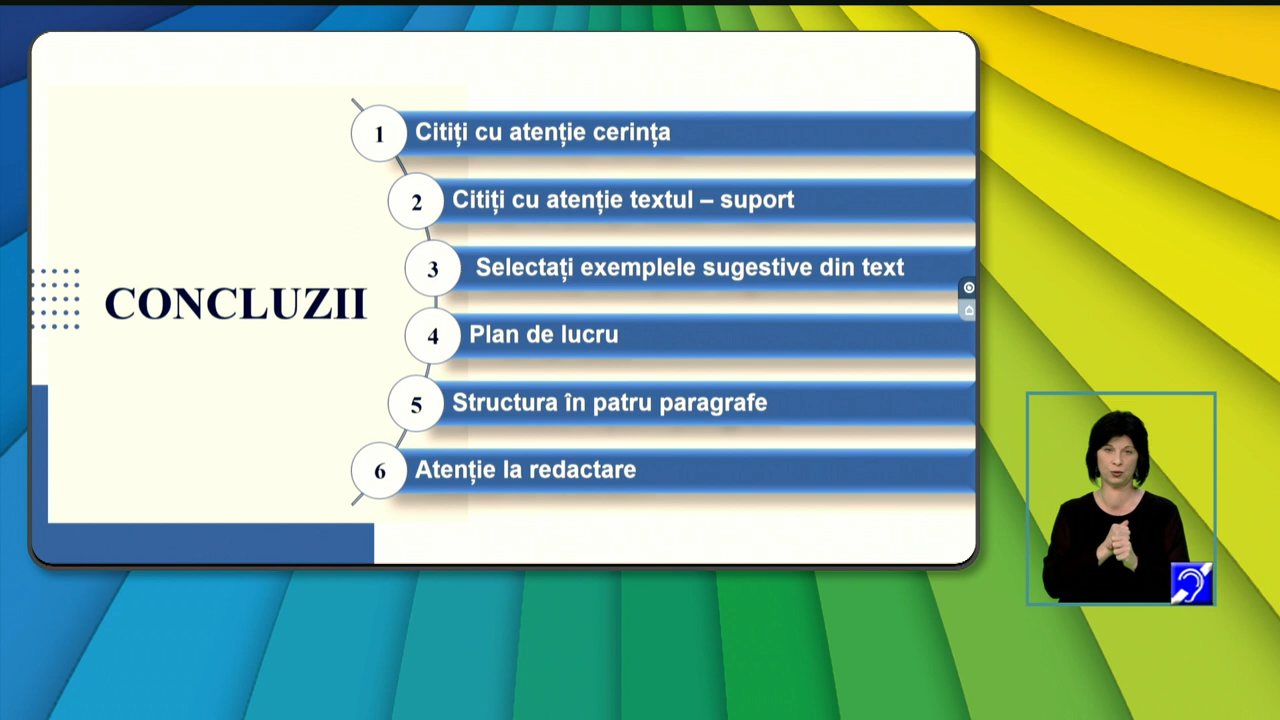 CONCLUZII
1 Citiți cu atenție cerința
2 Citiți cu atenție textul – suport
3 Selectați exemplele sugestive din text
4 Plan de lucru
5 Structura în patru paragrafe
6 Atenție la redactare